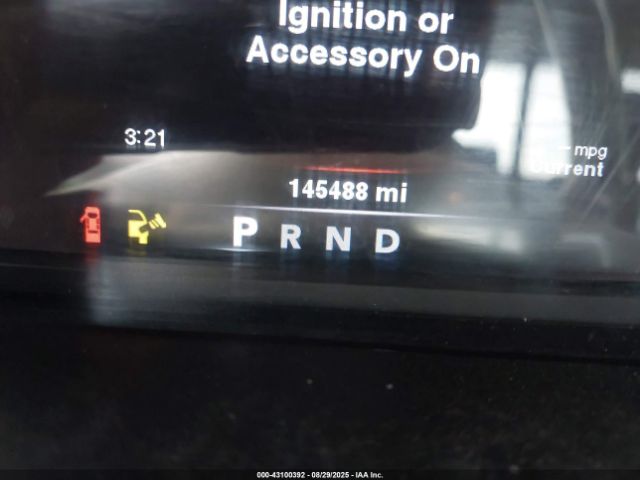 Ignition or
Accessory On
3:21
-- mpg
Current
145488 mi
P R N D
000-43100392 - 08/29/2025 - IAA Inc.